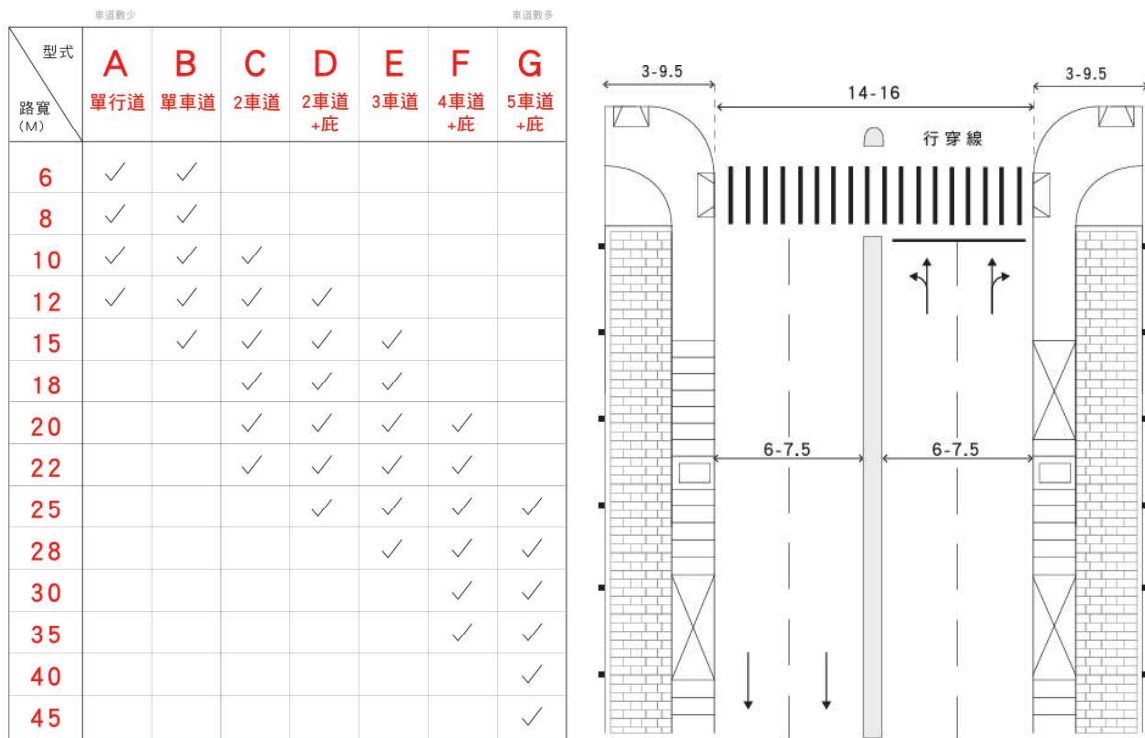 車道數少
車道數多
型式
路寬
(M)
A
單行道
B
單車道
C
2車道
D
2車道
+庇
E
3車道
F
4車道
+庇
G
5車道
+庇
6 ✓ ✓
8 ✓ ✓
10 ✓ ✓ ✓
12 ✓ ✓ ✓ ✓
15 ✓ ✓ ✓ ✓
18 ✓ ✓ ✓
20 ✓ ✓ ✓ ✓
22 ✓ ✓ ✓ ✓
25 ✓ ✓ ✓ ✓
28 ✓ ✓ ✓
30 ✓ ✓
35 ✓ ✓
40 ✓
45 ✓
3-9.5
14-16
3-9.5
行穿線
6-7.5
6-7.5